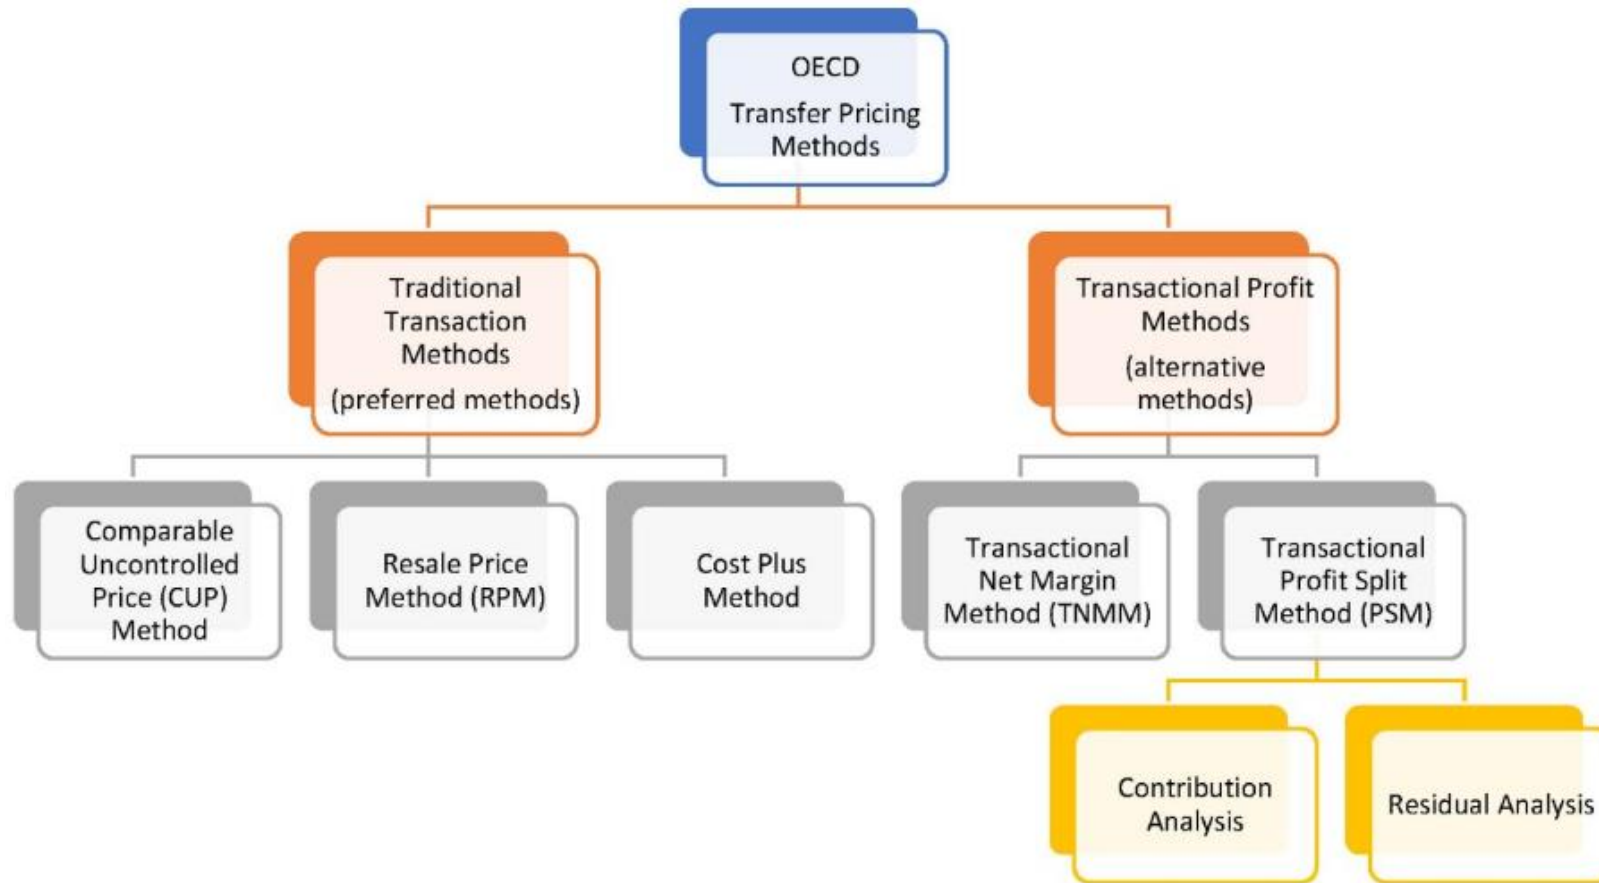 OECD
Transfer Pricing
Methods
Traditional
Transaction
Methods
(preferred methods)
Transactional Profit
Methods
(alternative
methods)
Comparable
Uncontrolled
Price (CUP)
Method
Resale Price
Method (RPM)
Cost Plus
Method
Transactional
Net Margin
Method (TNMM)
Transactional
Profit Split
Method (PSM)
Contribution
Analysis
Residual Analysis